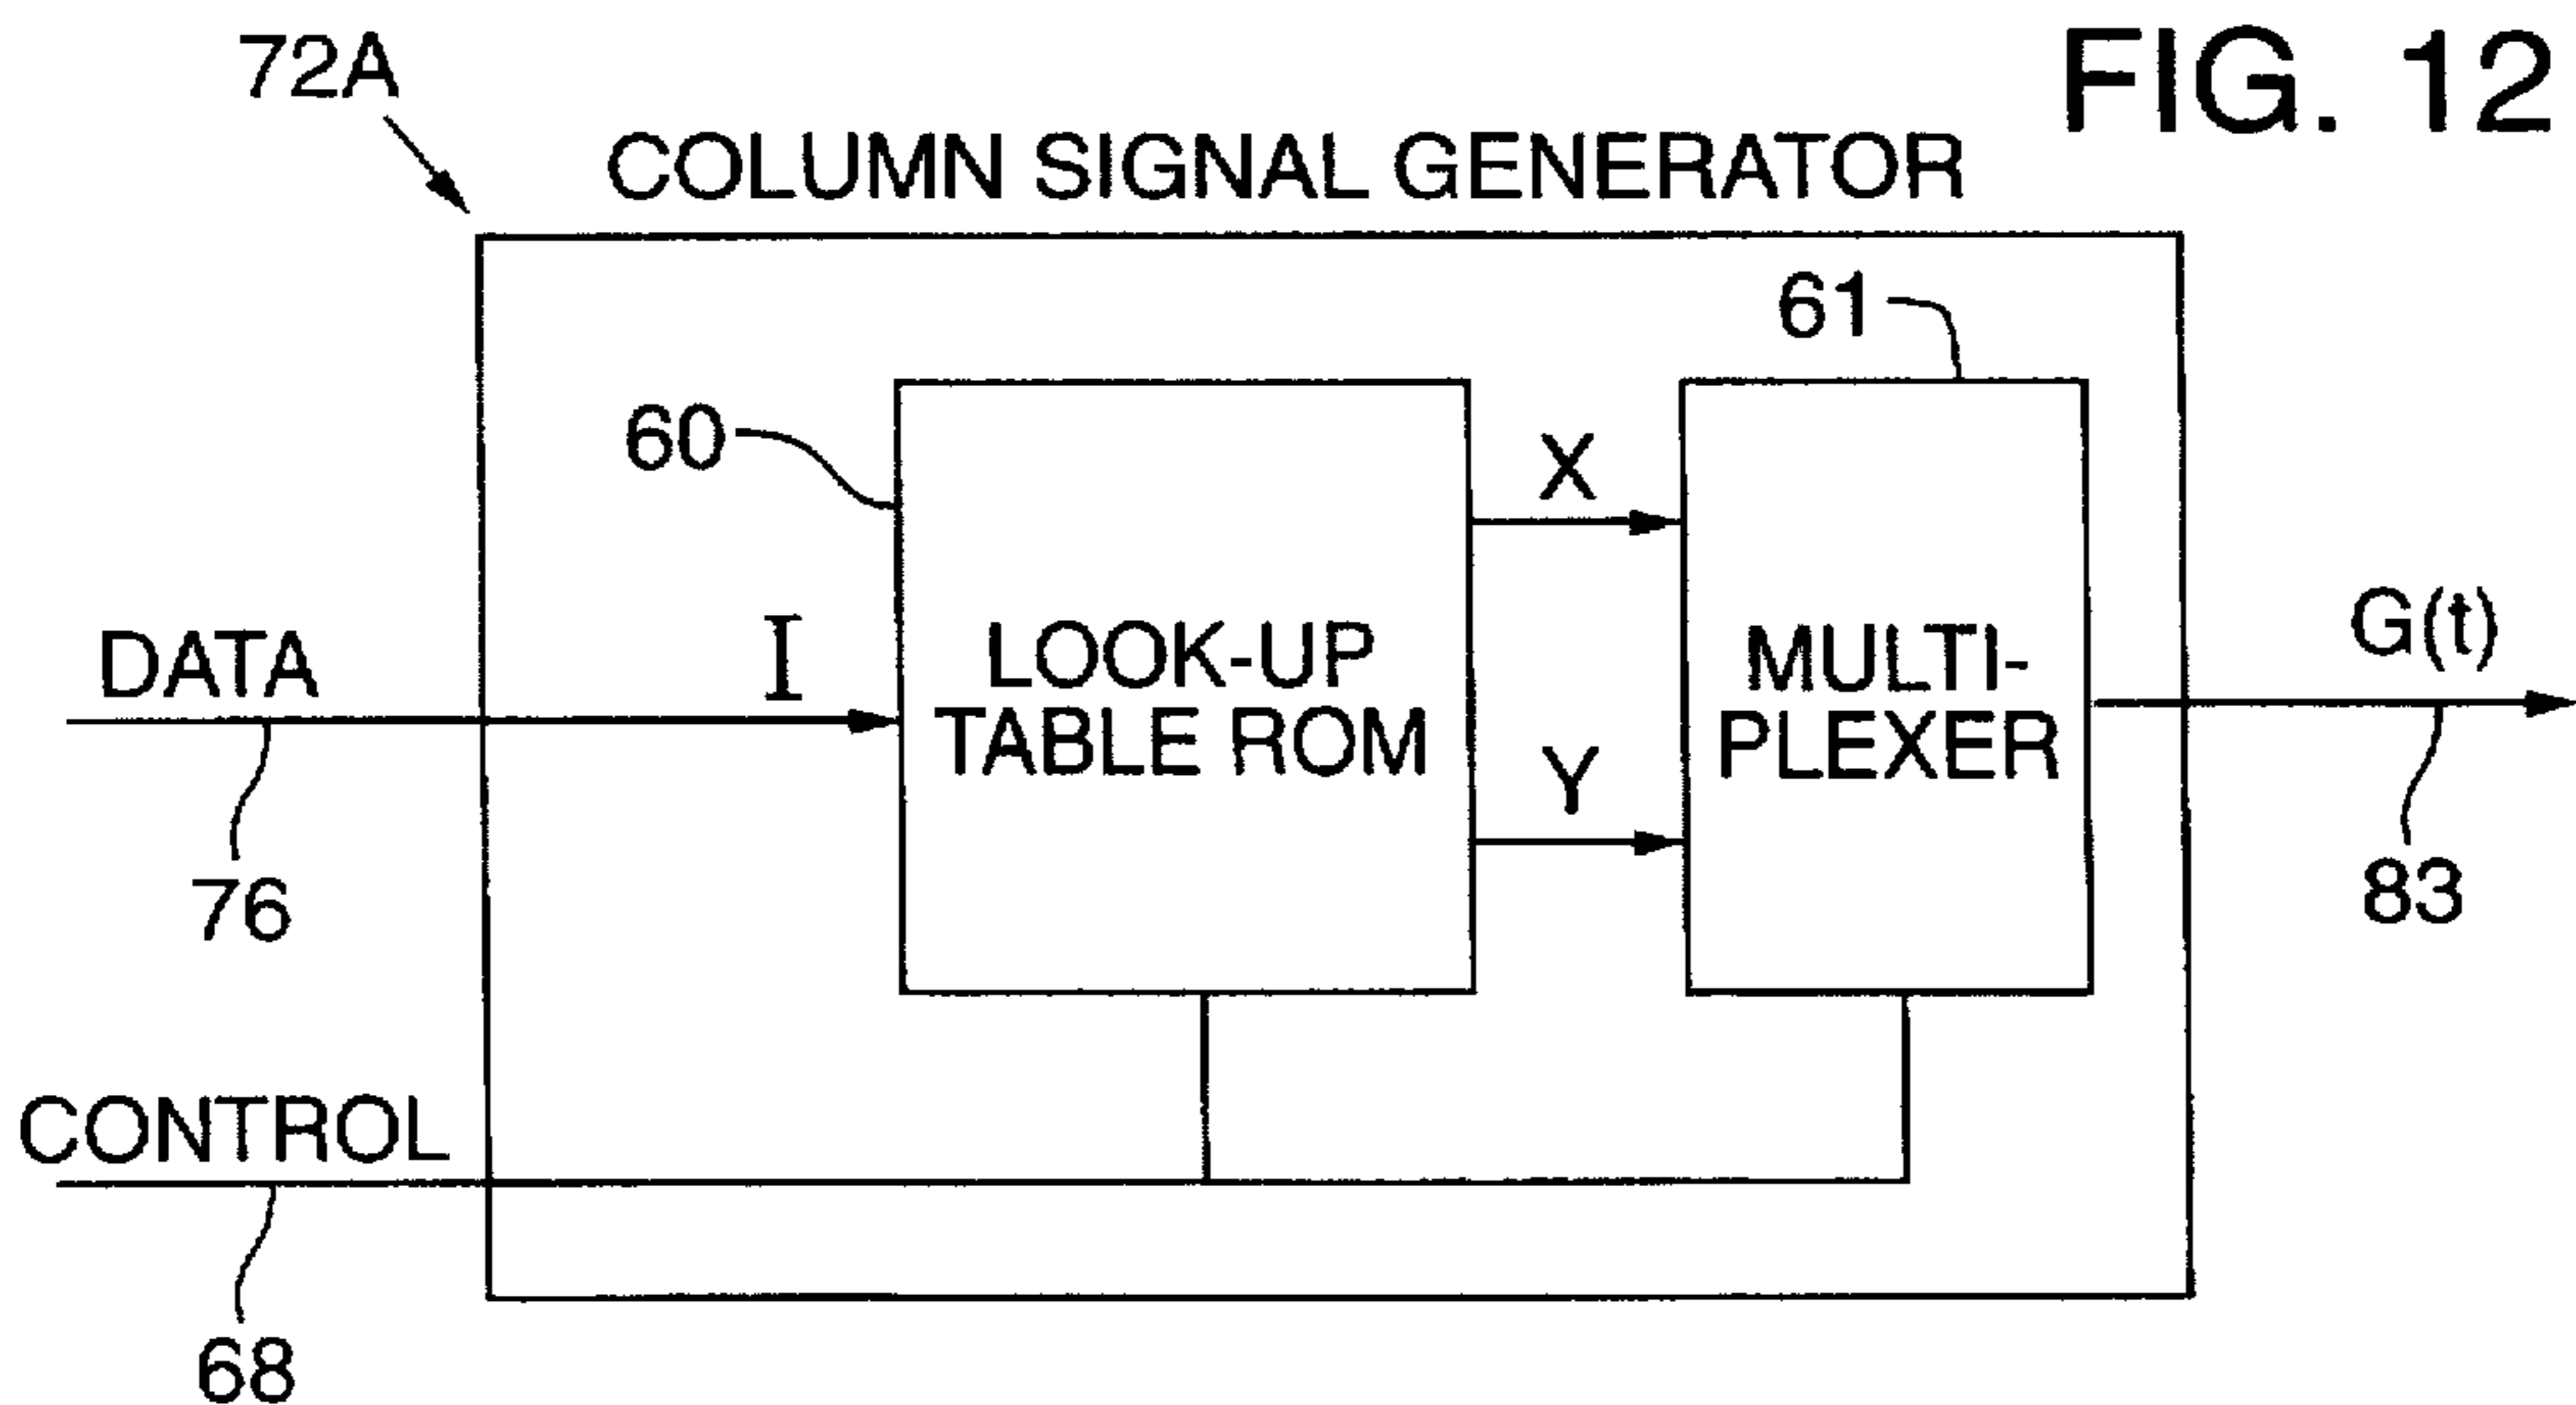 FIG. 12
72A
COLUMN SIGNAL GENERATOR
61
60
X
I
LOOK-UP
TABLE ROM
MULTI-
PLEXER
Y
DATA
76
G(t)
83
CONTROL
68